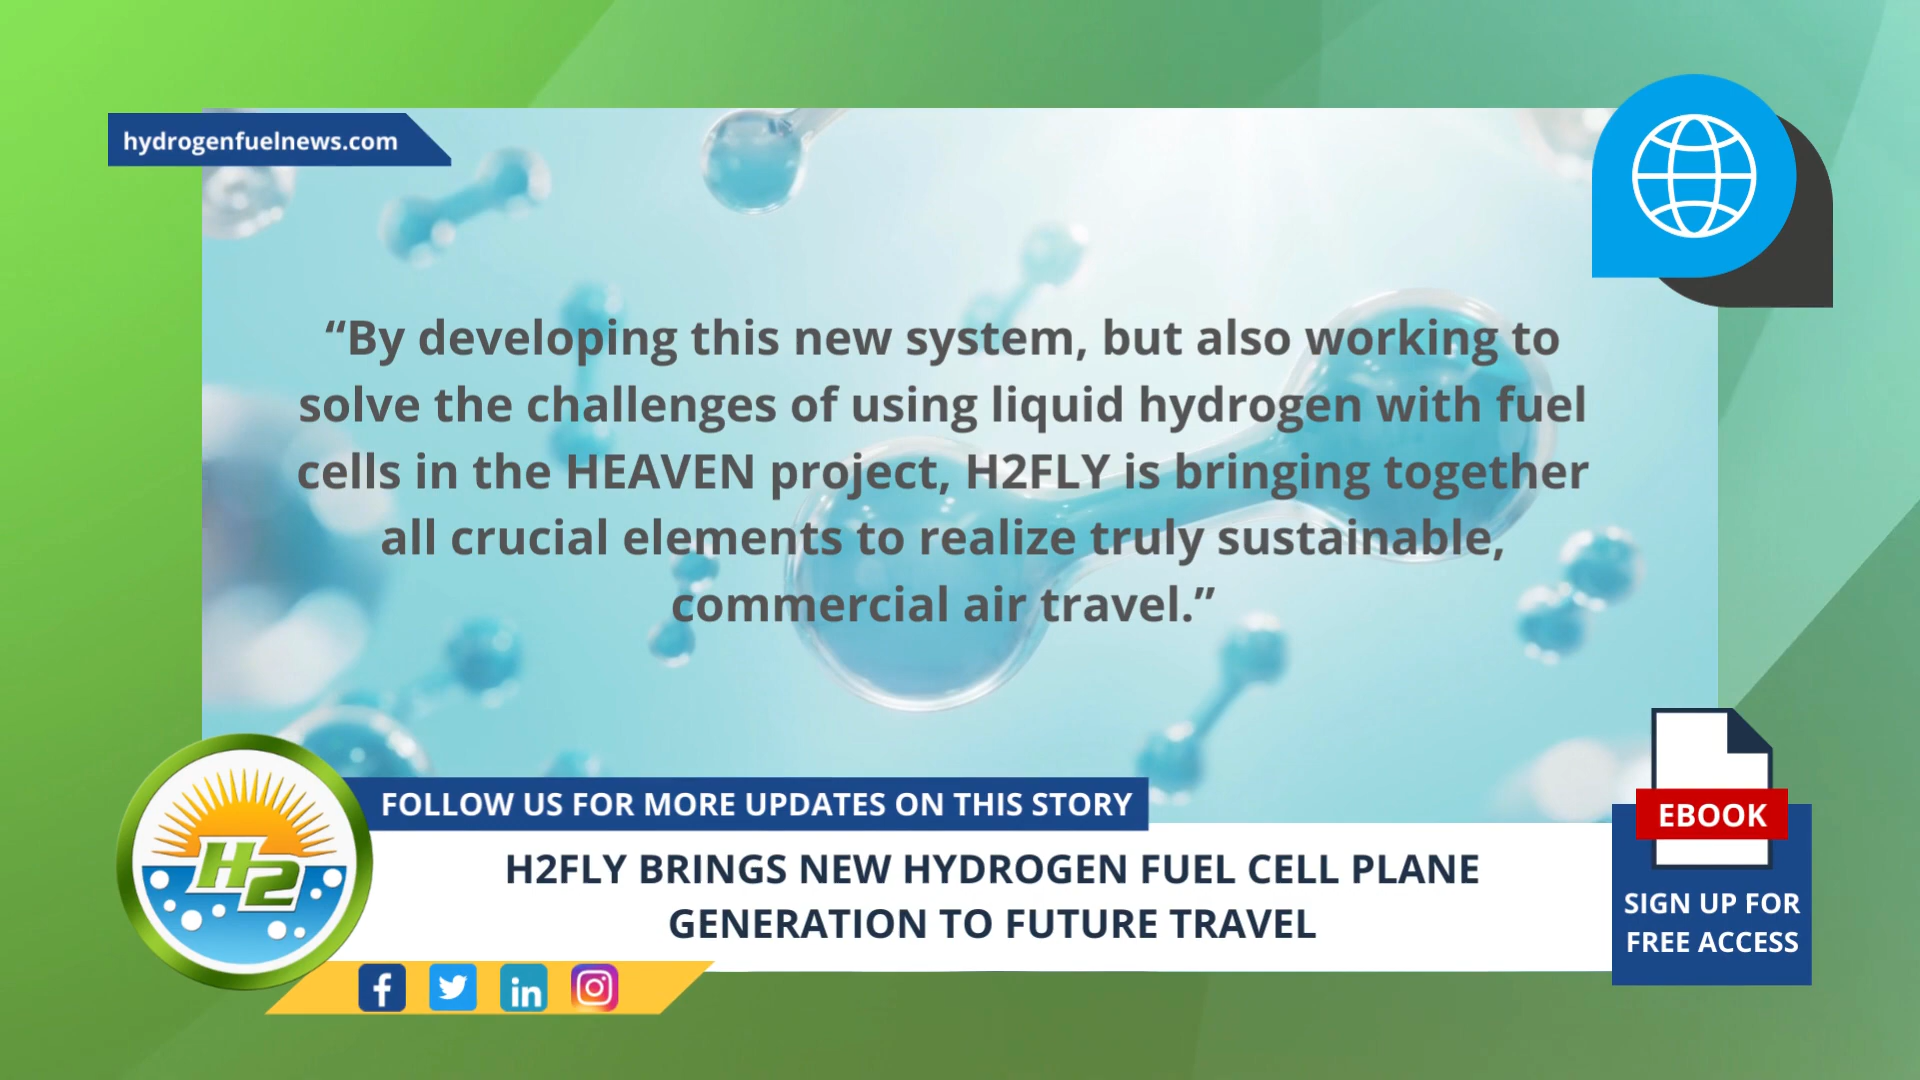 hydrogenfuelnews.com
“By developing this new system, but also working to
solve the challenges of using liquid hydrogen with fuel
cells in the HEAVEN project, H2FLY is bringing together
all crucial elements to realize truly sustainable,
commercial air travel.”
FOLLOW US FOR MORE UPDATES ON THIS STORY
H2
H2FLY BRINGS NEW HYDROGEN FUEL CELL PLANE
GENERATION TO FUTURE TRAVEL
EBOOK
SIGN UP FOR
FREE ACCESS